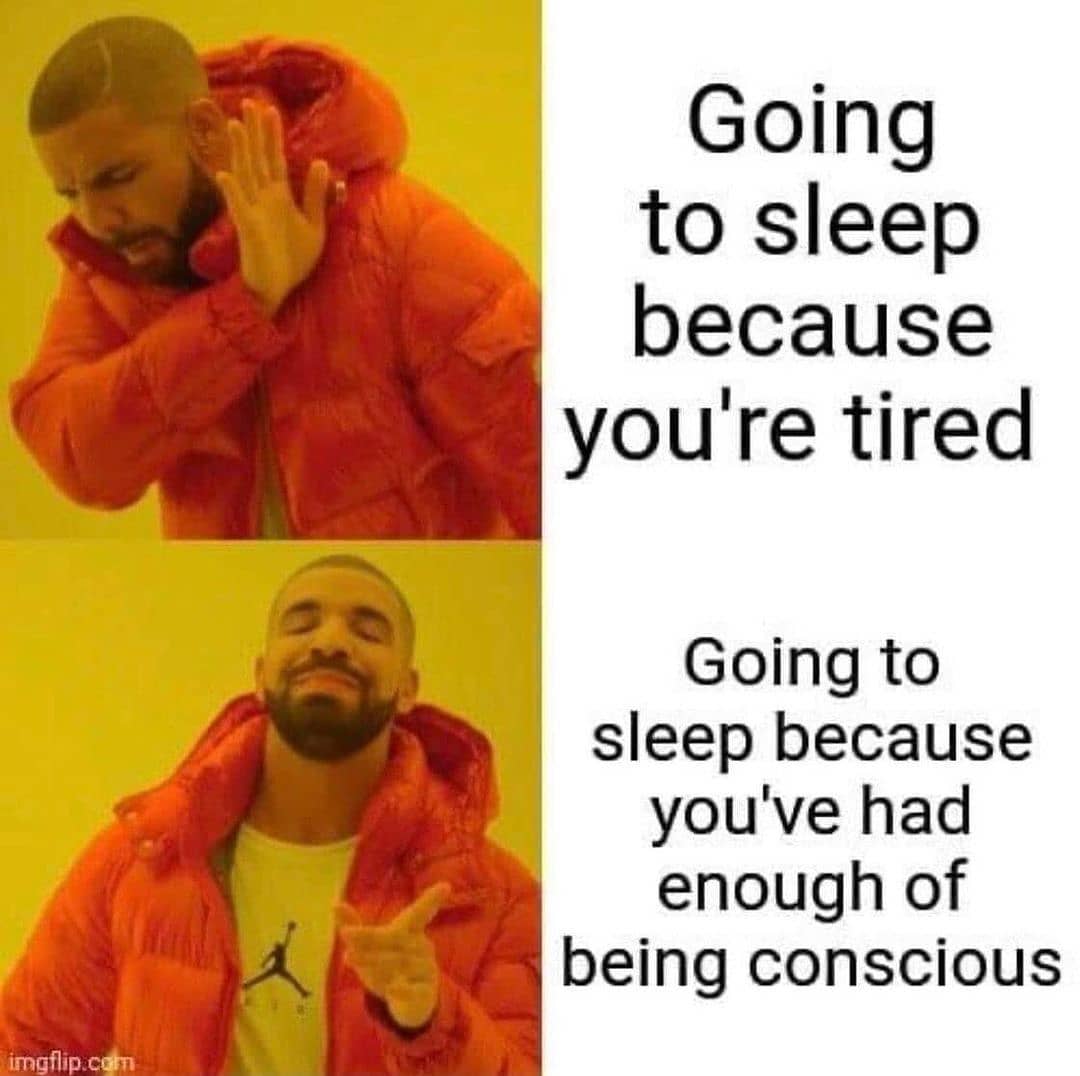 Going
to sleep
because
you're tired
Going to
sleep because
you've had
enough of
being conscious
imgflip.com